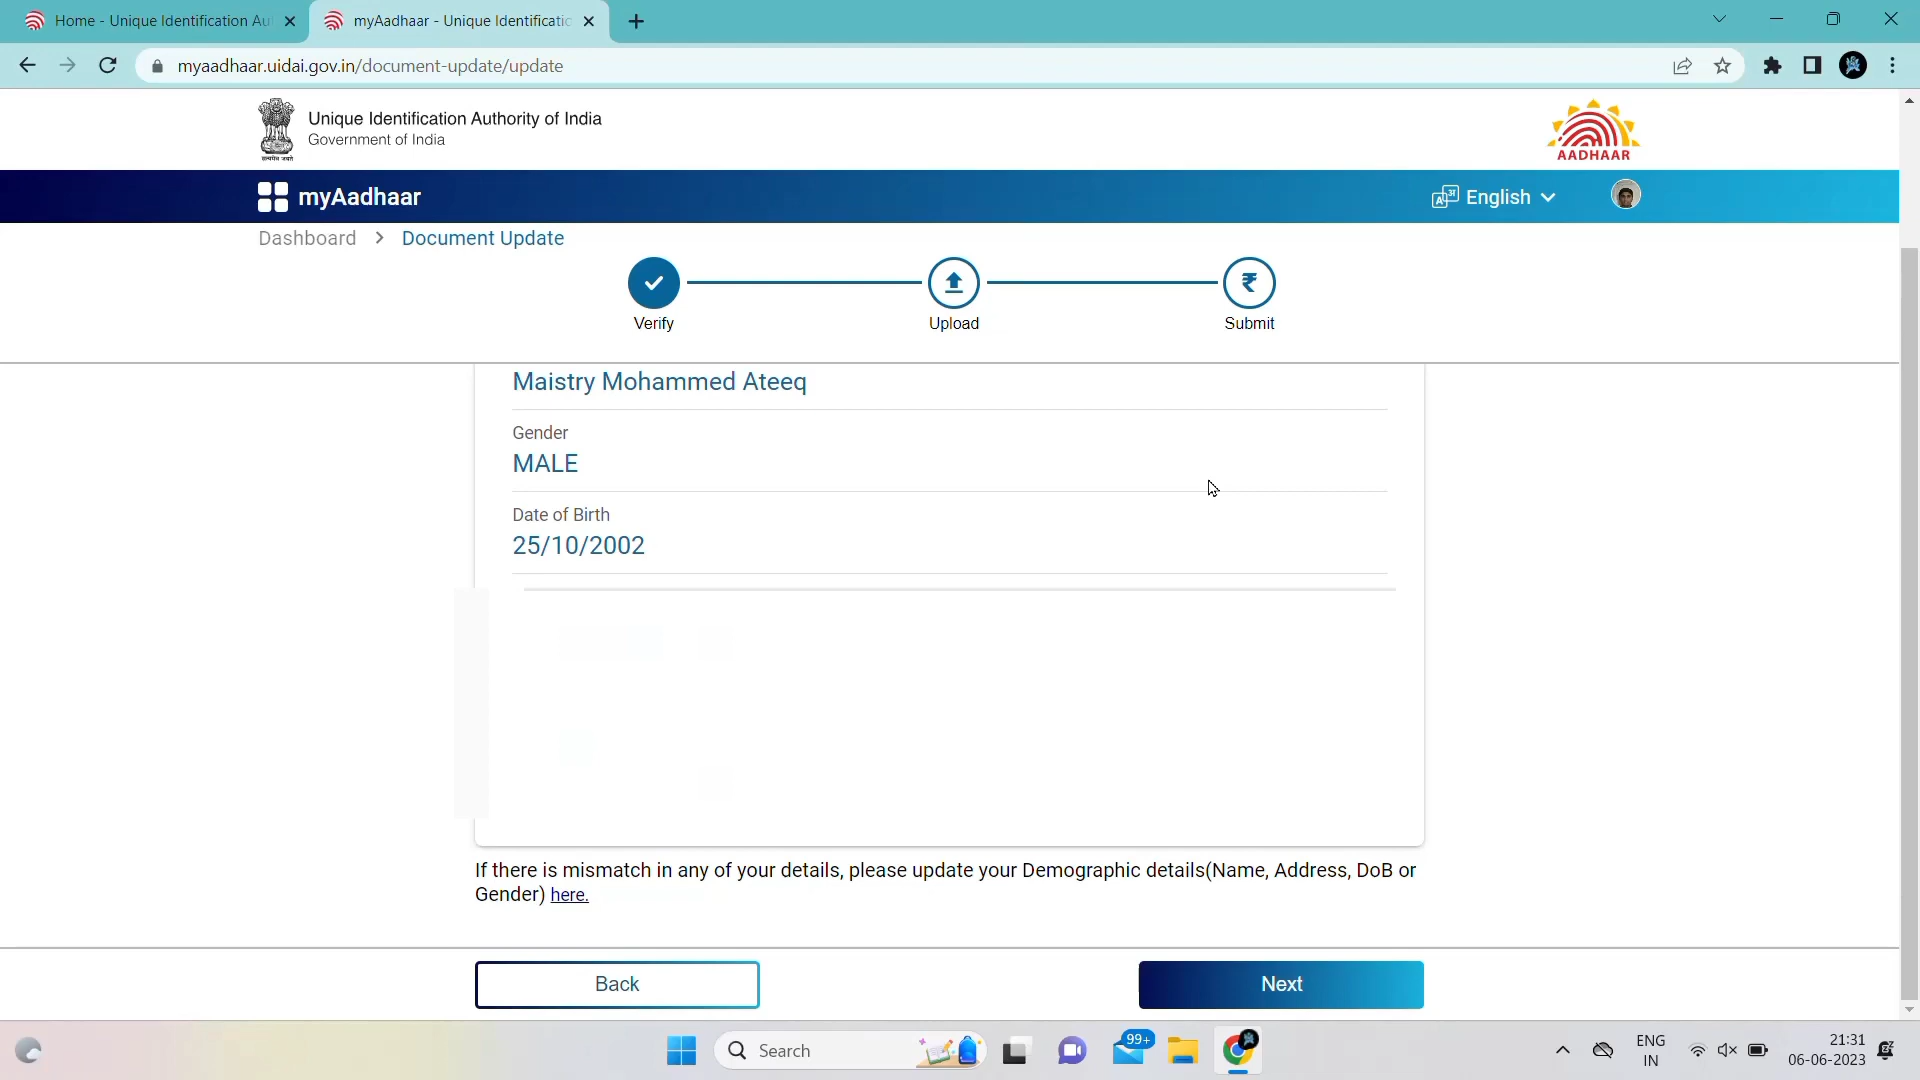 Home - Unique Identification Au
myAadhaar - Unique Identificatic
myaadhaar.uidai.gov.in/document-update/update
Unique Identification Authority of India
Government of India
सत्यमेव जयते
AADHAAR
myAadhaar
English
Dashboard > Document Update
Verify
Upload
₹
Submit
Maistry Mohammed Ateeq
Gender
MALE
Date of Birth
25/10/2002
If there is mismatch in any of your details, please update your Demographic details(Name, Address, DoB or
Gender) here.
Back
Next
Search
99+
ENG
IN
21:31
06-06-2023